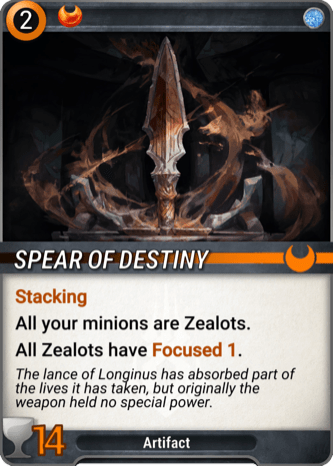 2
SPEAR OF DESTINY
Stacking
All your minions are Zealots.
All Zealots have Focused 1.
The lance of Longinus has absorbed part of
the lives it has taken, but originally the
weapon held no special power.
14
Artifact